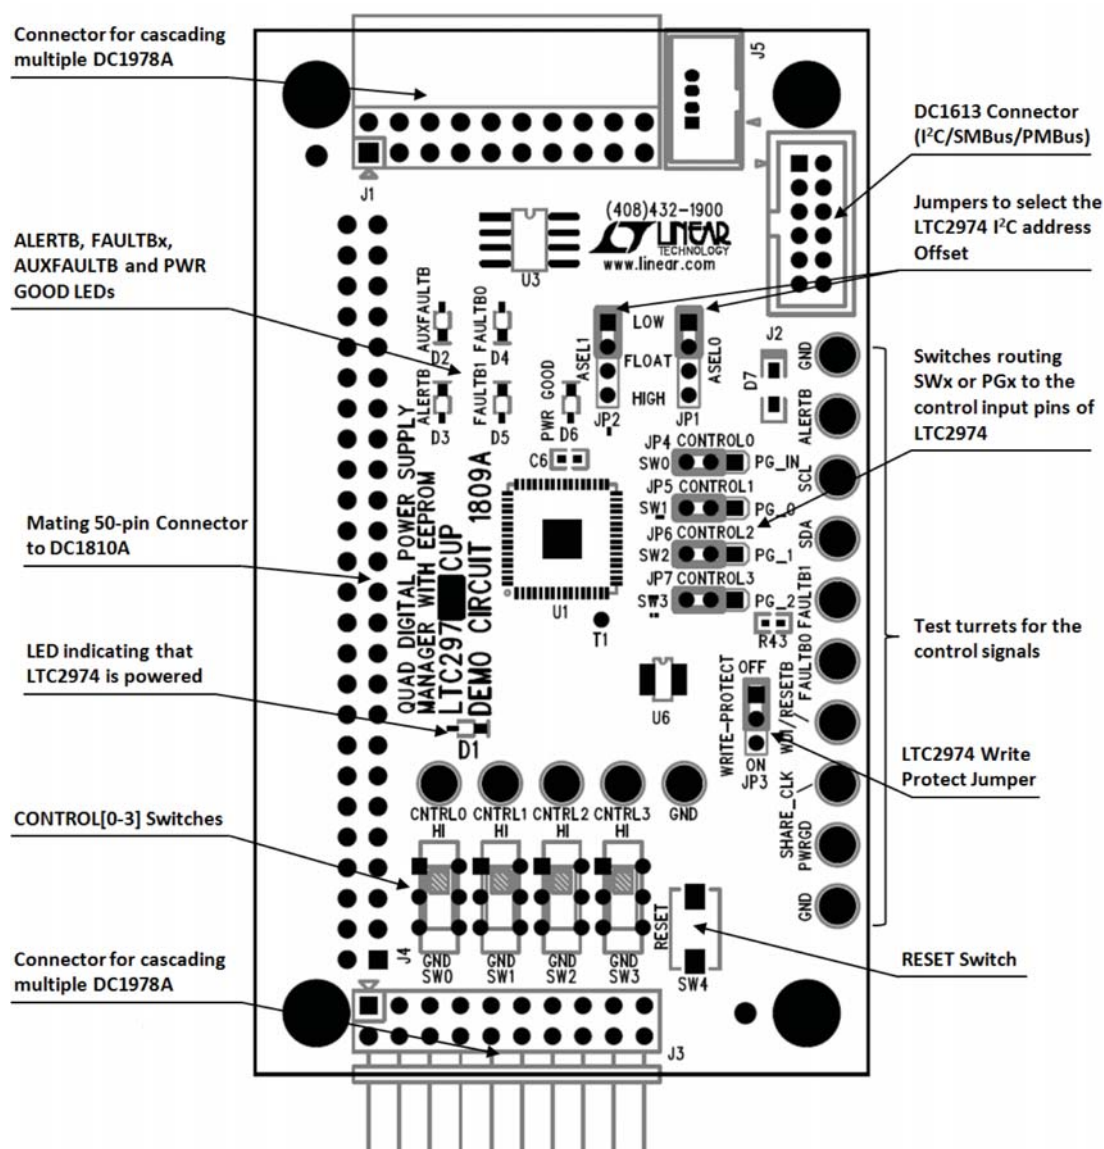 Connector for cascading
multiple DC1978A
ALERTB, FAULTBx,
AUXFAULTB and PWR
GOOD LEDs
Mating 50-pin Connector
to DC1810A
LED indicating that
LTC2974 is powered
CONTROL[0-3] Switches
Connector for cascading
multiple DC1978A
J5
J1
(408)432-1900
LINEAR
TECHNOLOGY
www.linear.com
U3
AUXFAULTB
D2
FAULTB0
D4
ALERTB
D3
FAULTB1
D5
PWR GOOD
D6
C6
LOW
FLOAT
HIGH
ASEL1
JP2
ASEL0
JP1
J2
D7
JP4 CONTROL0
SW0 PG_IN
JP5 CONTROL1
SW1 PG_0
JP6 CONTROL2
SW2 PG_1
JP7 CONTROL3
SW3 PG_2
R43
U1
T1
QUAD DIGITAL POWER SUPPLY
MANAGER WITH EEPROM
LTC297 CUP
DEMO CIRCUIT 1809A
D1
U6
WRITE-PROTECT
OFF
ON
JP3
GND
ALERTB
SCL
SDA
FAULTB1
FAULTB0
WDI/RESETB
SHARE_CLK
PWRGD
GND
CNTRL0 CNTRL1 CNTRL2 CNTRL3 GND
HI HI HI HI
GND GND GND GND
SW0 SW1 SW2 SW3
RESET
SW4
J4
J3
DC1613 Connector
(I²C/SMBus/PMBus)
Jumpers to select the
LTC2974 I²C address
Offset
Switches routing
SWx or PGx to the
control input pins of
LTC2974
Test turrets for the
control signals
LTC2974 Write
Protect Jumper
RESET Switch